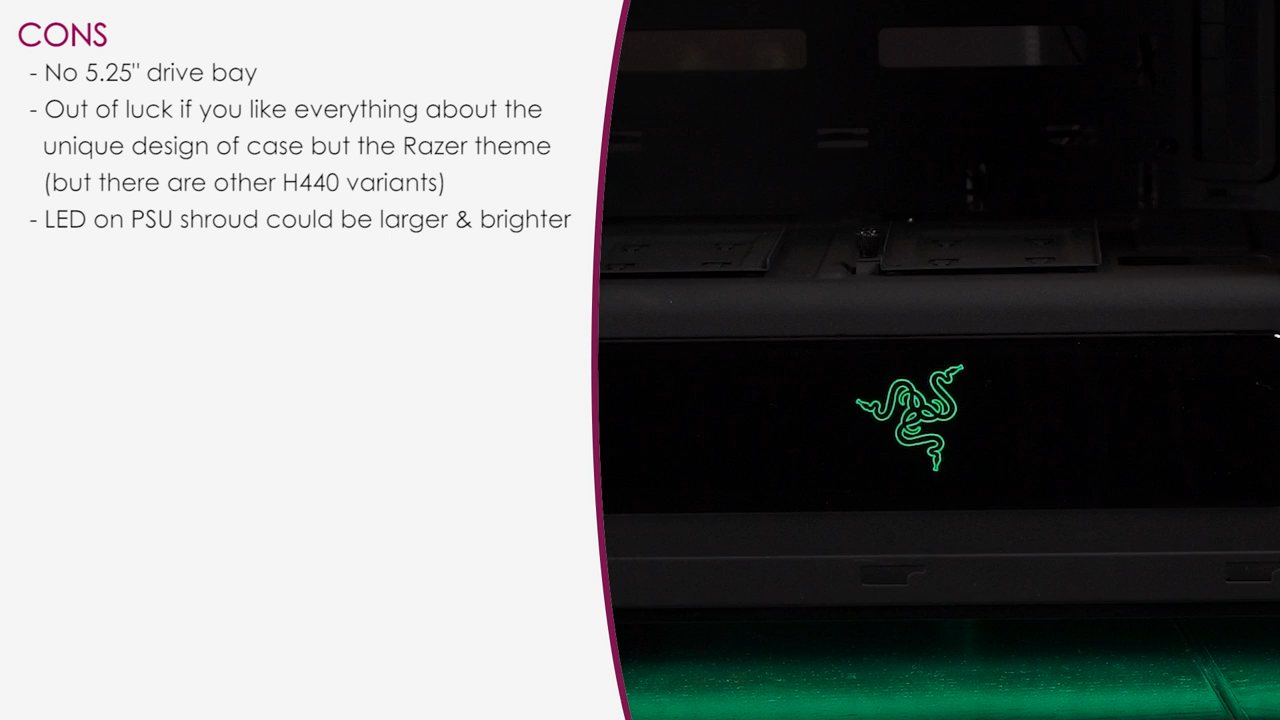 CONS
- No 5.25" drive bay
- Out of luck if you like everything about the
unique design of case but the Razer theme
(but there are other H440 variants)
- LED on PSU shroud could be larger & brighter